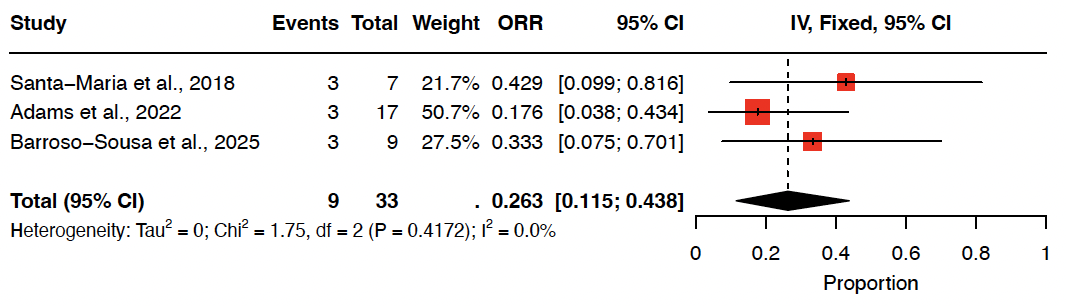 Study Events Total Weight ORR 95% CI IV, Fixed, 95% CI
Santa−Maria et al., 2018 3 7 21.7% 0.429 [0.099; 0.816]
Adams et al., 2022 3 17 50.7% 0.176 [0.038; 0.434]
Barroso−Sousa et al., 2025 3 9 27.5% 0.333 [0.075; 0.701]
Total (95% CI) 9 33 . 0.263 [0.115; 0.438]
Heterogeneity: Tau² = 0; Chi² = 1.75, df = 2 (P = 0.4172); I² = 0.0%
0 0.2 0.4 0.6 0.8 1
Proportion